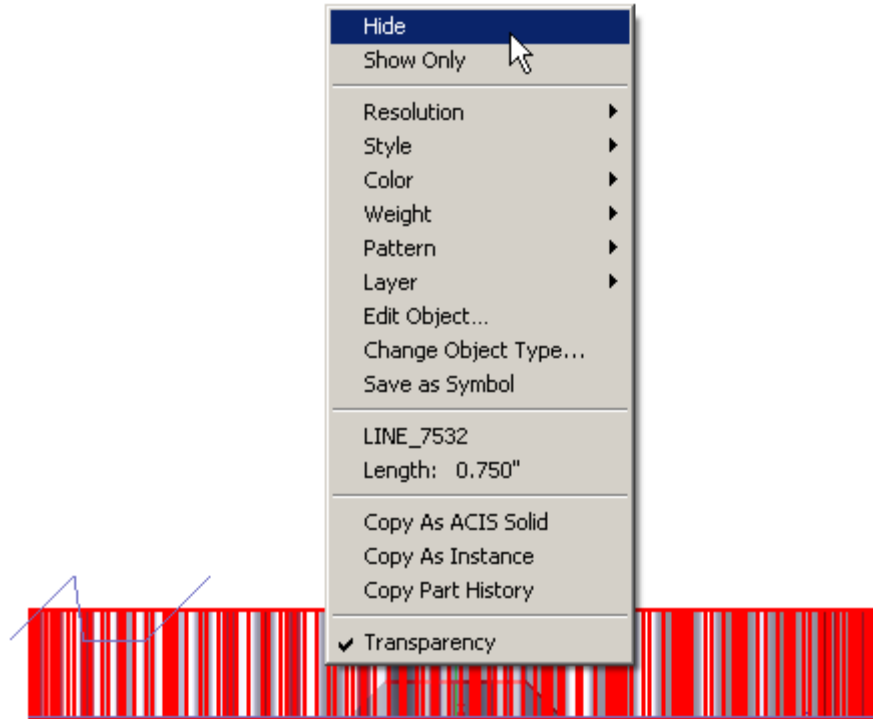 Hide
Show Only
Resolution
Style
Color
Weight
Pattern
Layer
Edit Object...
Change Object Type...
Save as Symbol
LINE_7532
Length: 0.750"
Copy As ACIS Solid
Copy As Instance
Copy Part History
Transparency